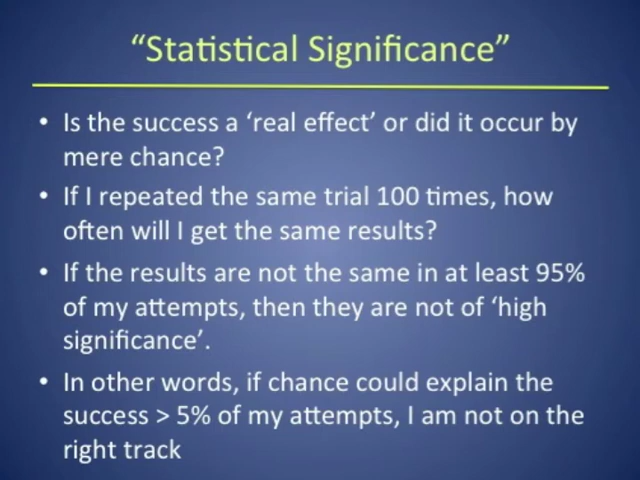 “Statistical Significance”
• Is the success a ‘real effect’ or did it occur by
mere chance?
• If I repeated the same trial 100 times, how
often will I get the same results?
• If the results are not the same in at least 95%
of my attempts, then they are not of ‘high
significance’.
• In other words, if chance could explain the
success > 5% of my attempts, I am not on the
right track